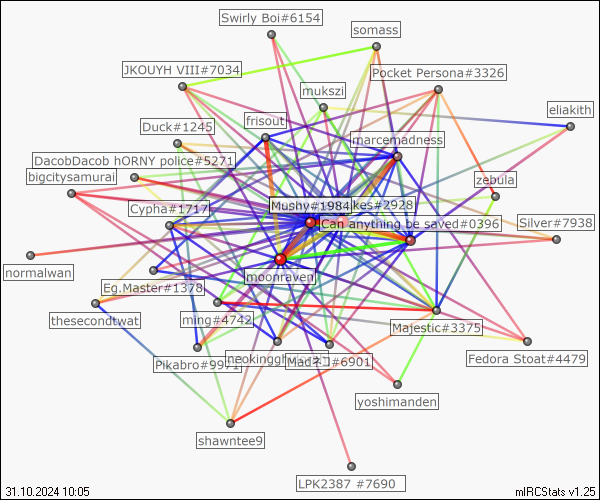 Swirly Boi#6154
somass
JKOUYH VIII#7034
Pocket Persona#3326
mukszi
eliakith
frisout
Duck#1245
marcemadness
DacobDacob hORNY police#5271
bigcitysamurai
zebula
Mushy#1984
kes#2928
Cypha#1717
Can anything be saved#0396
Silver#7938
normalwan
moonraven
Eg.Master#1378
thesecondtwat
ming#4742
Majestic#3375
Pikabro#9971
neokinggh
#6901
Fedora Stoat#4479
yoshimanden
shawntee9
LPK2387 #7690
31.10.2024 10:05
mIRCStats v1.25